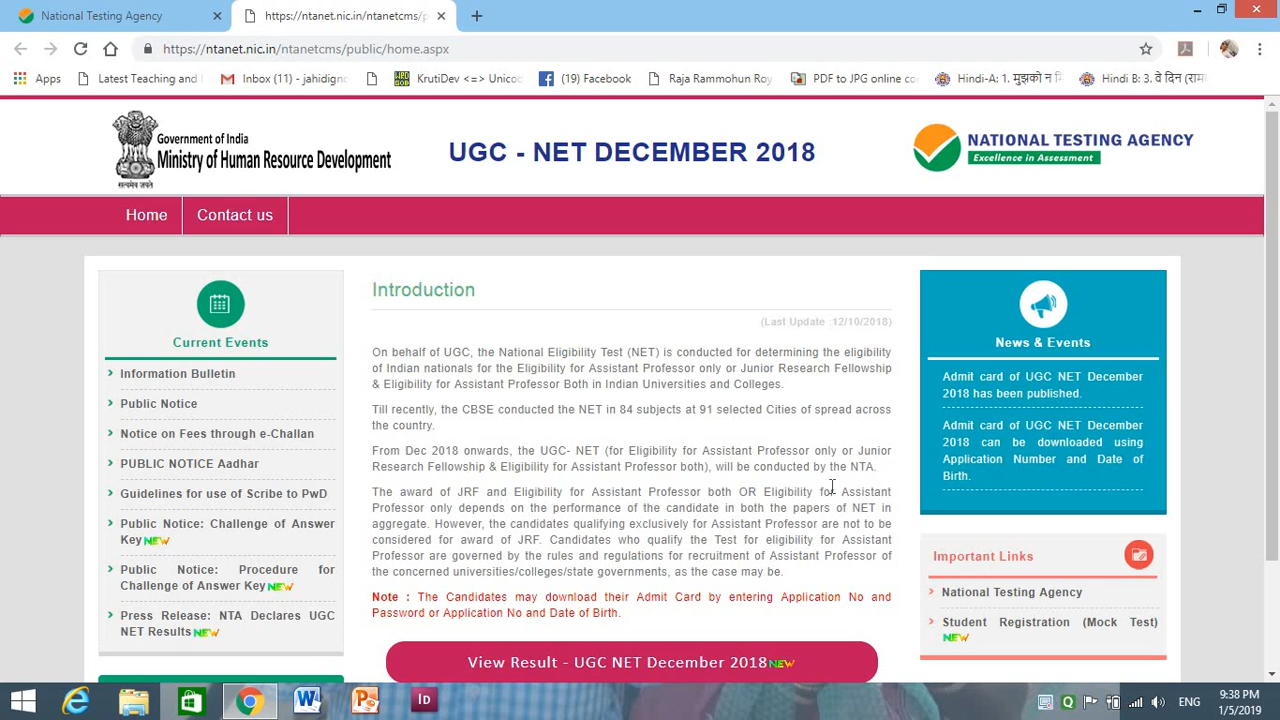 National Testing Agency
https://ntanet.nic.in/ntanetcms/p
https://ntanet.nic.in/ntanetcms/public/home.aspx
Apps
Latest Teaching and
Inbox (11) - jahidign
KrutiDev <=> Unico
(19) Facebook
Raja Rammohun Roy
PDF to JPG online co
Hindi-A: 1. मुझको न
Hindi B: 3. वे दिन (राम
Government of India
Ministry of Human Resource Development
सत्यमेव जयते
UGC - NET DECEMBER 2018
NATIONAL TESTING AGENCY
Excellence in Assessment
Home
Contact us
Current Events
Information Bulletin
Public Notice
Notice on Fees through e-Challan
PUBLIC NOTICE Aadhar
Guidelines for use of Scribe to PwD
Public Notice: Challenge of Answer
Key NEW
Public Notice: Procedure for
Challenge of Answer Key NEW
Press Release: NTA Declares UGC
NET Results NEW
Introduction
(Last Update :12/10/2018)
On behalf of UGC, the National Eligibility Test (NET) is conducted for determining the eligibility
of Indian nationals for the Eligibility for Assistant Professor only or Junior Research Fellowship
& Eligibility for Assistant Professor Both in Indian Universities and Colleges.
Till recently, the CBSE conducted the NET in 84 subjects at 91 selected Cities of spread across
the country.
From Dec 2018 onwards, the UGC- NET (for Eligibility for Assistant Professor only or Junior
Research Fellowship & Eligibility for Assistant Professor both), will be conducted by the NTA.
The award of JRF and Eligibility for Assistant Professor both OR Eligibility for Assistant
Professor only depends on the performance of the candidate in both the papers of NET in
aggregate. However, the candidates qualifying exclusively for Assistant Professor are not to be
considered for award of JRF. Candidates who qualify the Test for eligibility for Assistant
Professor are governed by the rules and regulations for recruitment of Assistant Professor of
the concerned universities/colleges/state governments, as the case may be.
Note : The Candidates may download their Admit Card by entering Application No and
Password or Application No and Date of Birth.
View Result - UGC NET December 2018 NEW
News & Events
Admit card of UGC NET December
2018 has been published.
Admit card of UGC NET December
2018 can be downloaded using
Application Number and Date of
Birth.
Important Links
National Testing Agency
Student Registration (Mock Test)
NEW
Id
ENG
9:38 PM
1/5/2019